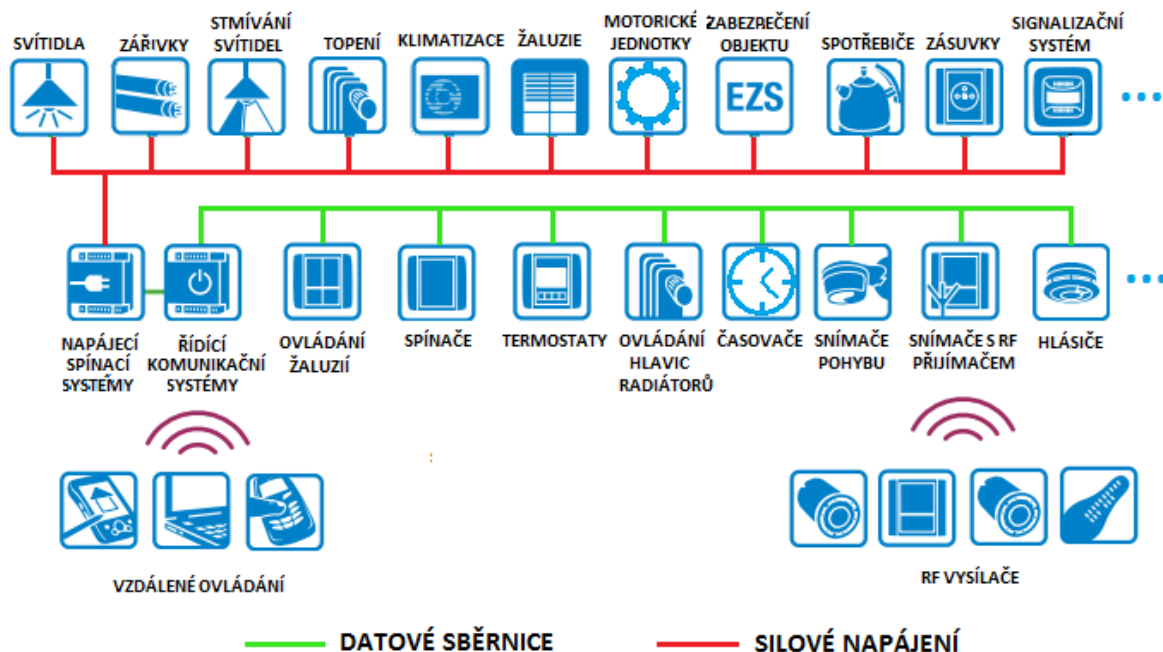 SVÍTIDLA
ZÁŘIVKY
STMÍVÁNÍ
SVÍTIDEL
TOPENÍ
KLIMATIZACE
ŽALUZIE
MOTORICKÉ
JEDNOTKY
ZABEZPEČENÍ
OBJEKTU
SPOTŘEBIČE
ZÁSUVKY
SIGNALIZAČNÍ
SYSTÉM
EZS
NAPÁJECÍ
SPÍNACÍ
SYSTÉMY
ŘÍDÍCÍ
KOMUNIKAČNÍ
SYSTÉMY
OVLÁDÁNÍ
ŽALUZIÍ
SPÍNAČE
TERMOSTATY
OVLÁDÁNÍ
HLAVIC
RADIÁTORŮ
ČASOVAČE
SNÍMAČE
POHYBU
SNÍMAČE S RF
PŘIJÍMAČEM
HLÁSIČE
VZDÁLENÉ OVLÁDÁNÍ
RF VYSÍLAČE
DATOVÉ SBĚRNICE
SILOVÉ NAPÁJENÍ